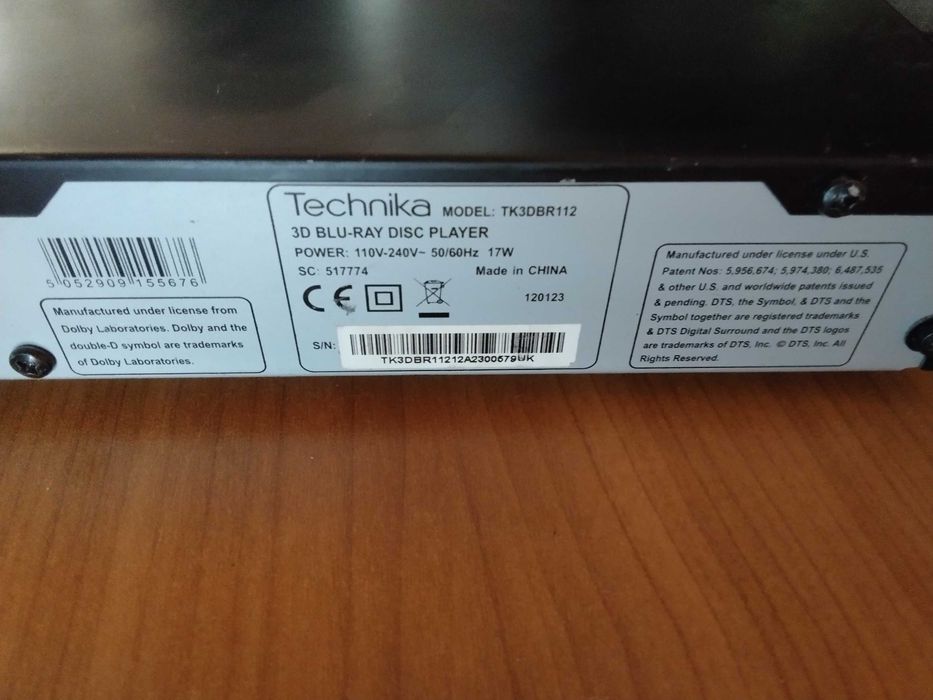 5 052909 155676
Manufactured under license from
Dolby Laboratories. Dolby and the
double-D symbol are trademarks
of Dolby Laboratories.
Technika MODEL: TK3DBR112
3D BLU-RAY DISC PLAYER
POWER: 110V-240V~ 50/60Hz 17W
SC: 517774 Made in CHINA
CE
120123
S/N:
TK3DBR11212A2300579UK
Manufactured under license under U.S.
Patent Nos: 5,956,674; 5,974,380; 6,487,535
& other U.S. and worldwide patents issued
& pending. DTS, the Symbol, & DTS and the
Symbol together are registered trademarks
& DTS Digital Surround and the DTS logos
are trademarks of DTS, Inc. © DTS, Inc. All
Rights Reserved.